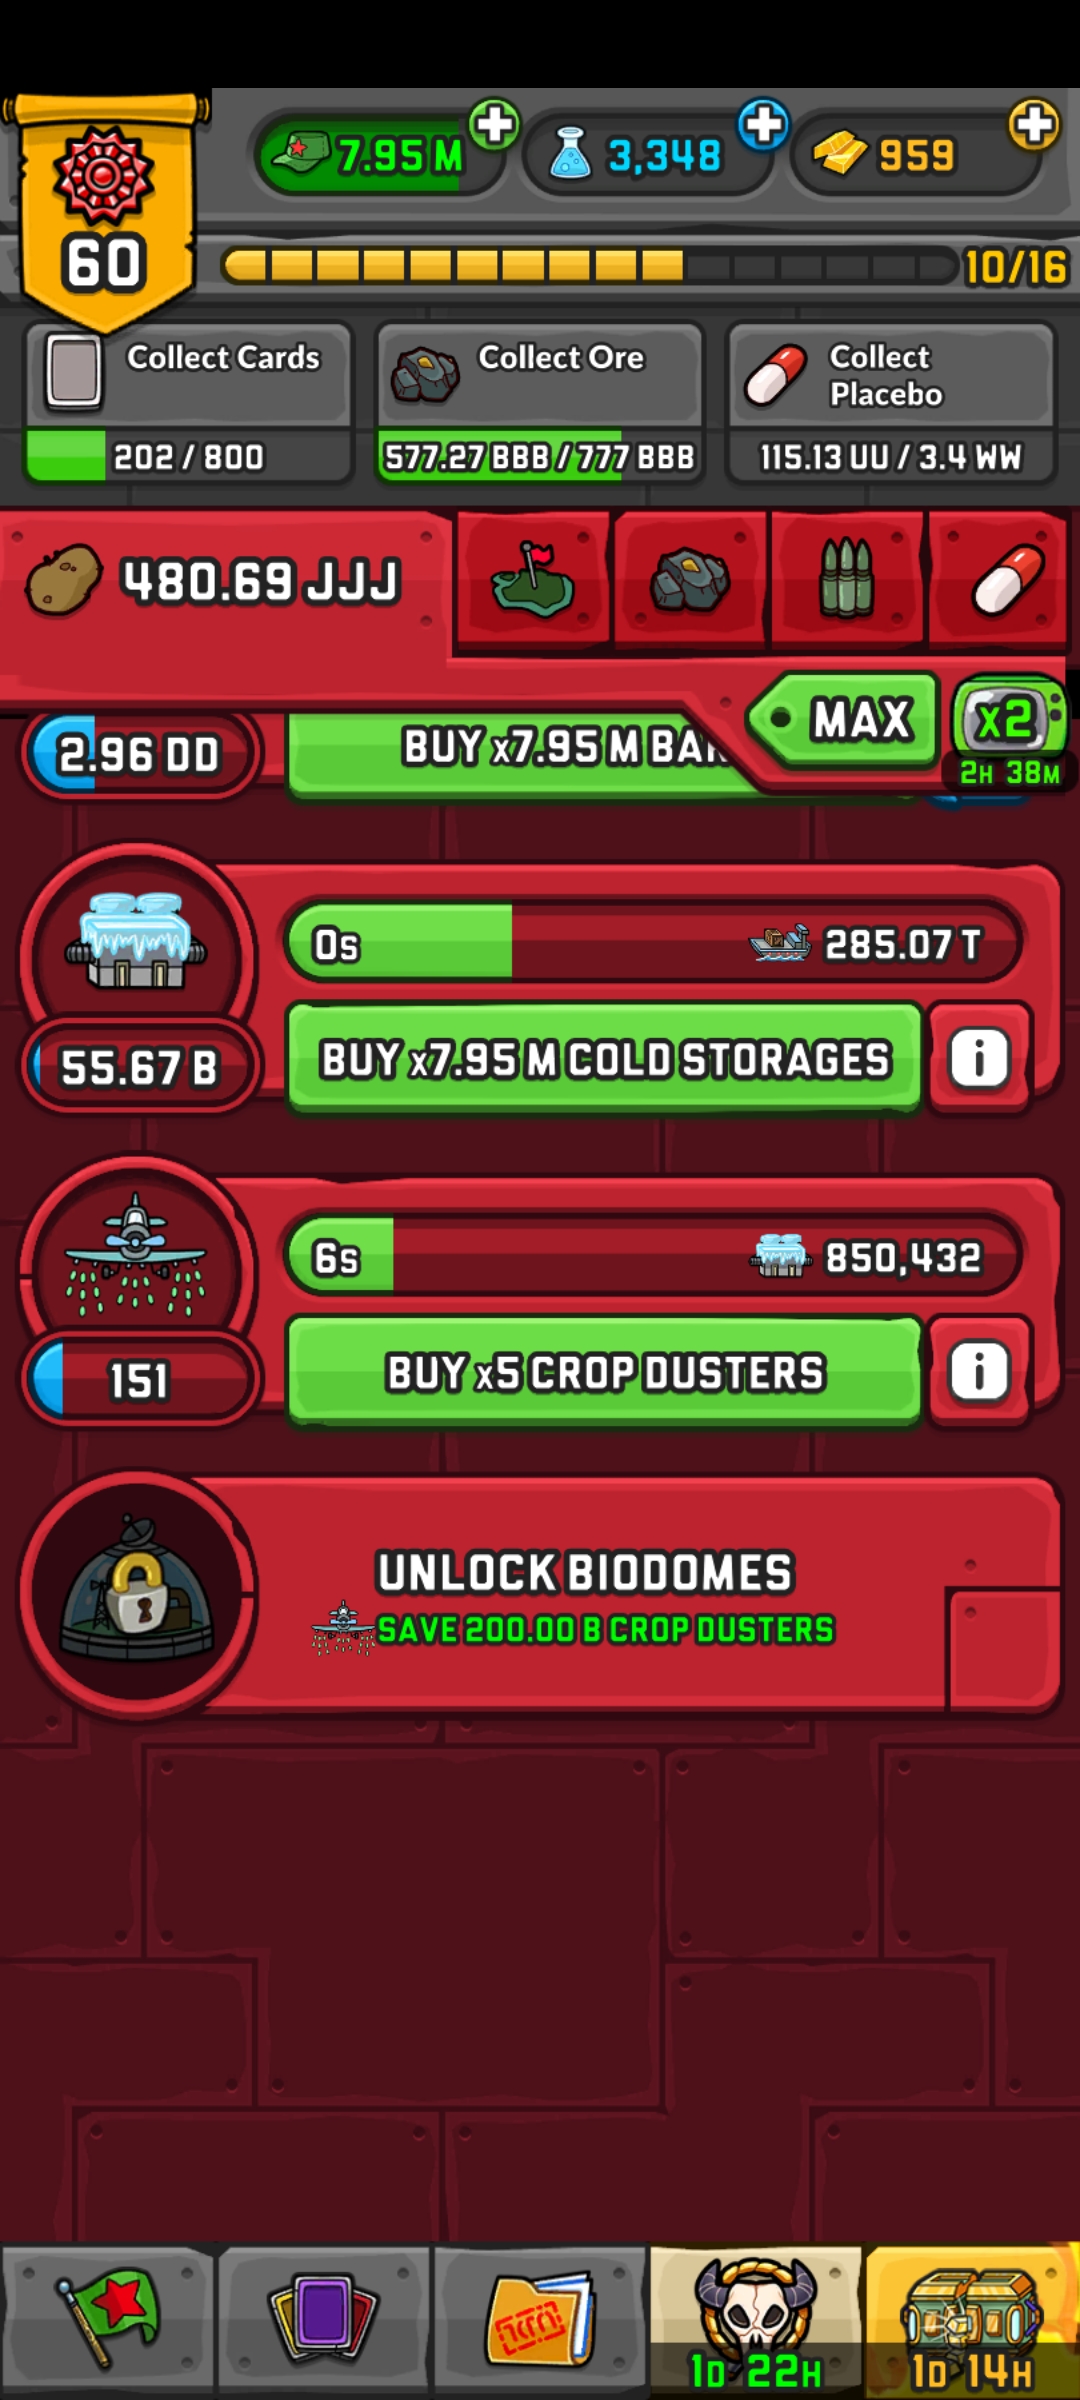 60
7.95 M
3,348
959
10/16
Collect Cards
202 / 800
Collect Ore
577.27 BBB / 777 BBB
Collect
Placebo
115.13 UU / 3.4 WW
480.69 JJJ
MAX
x2
2H 38M
2.96 DD
BUY x7.95 M
0s
285.07 T
55.67 B
BUY x7.95 M COLD STORAGES
i
6s
850,432
151
BUY x5 CROP DUSTERS
i
UNLOCK BIODOMES
SAVE 200.00 B CROP DUSTERS
1D 22H
1D 14H